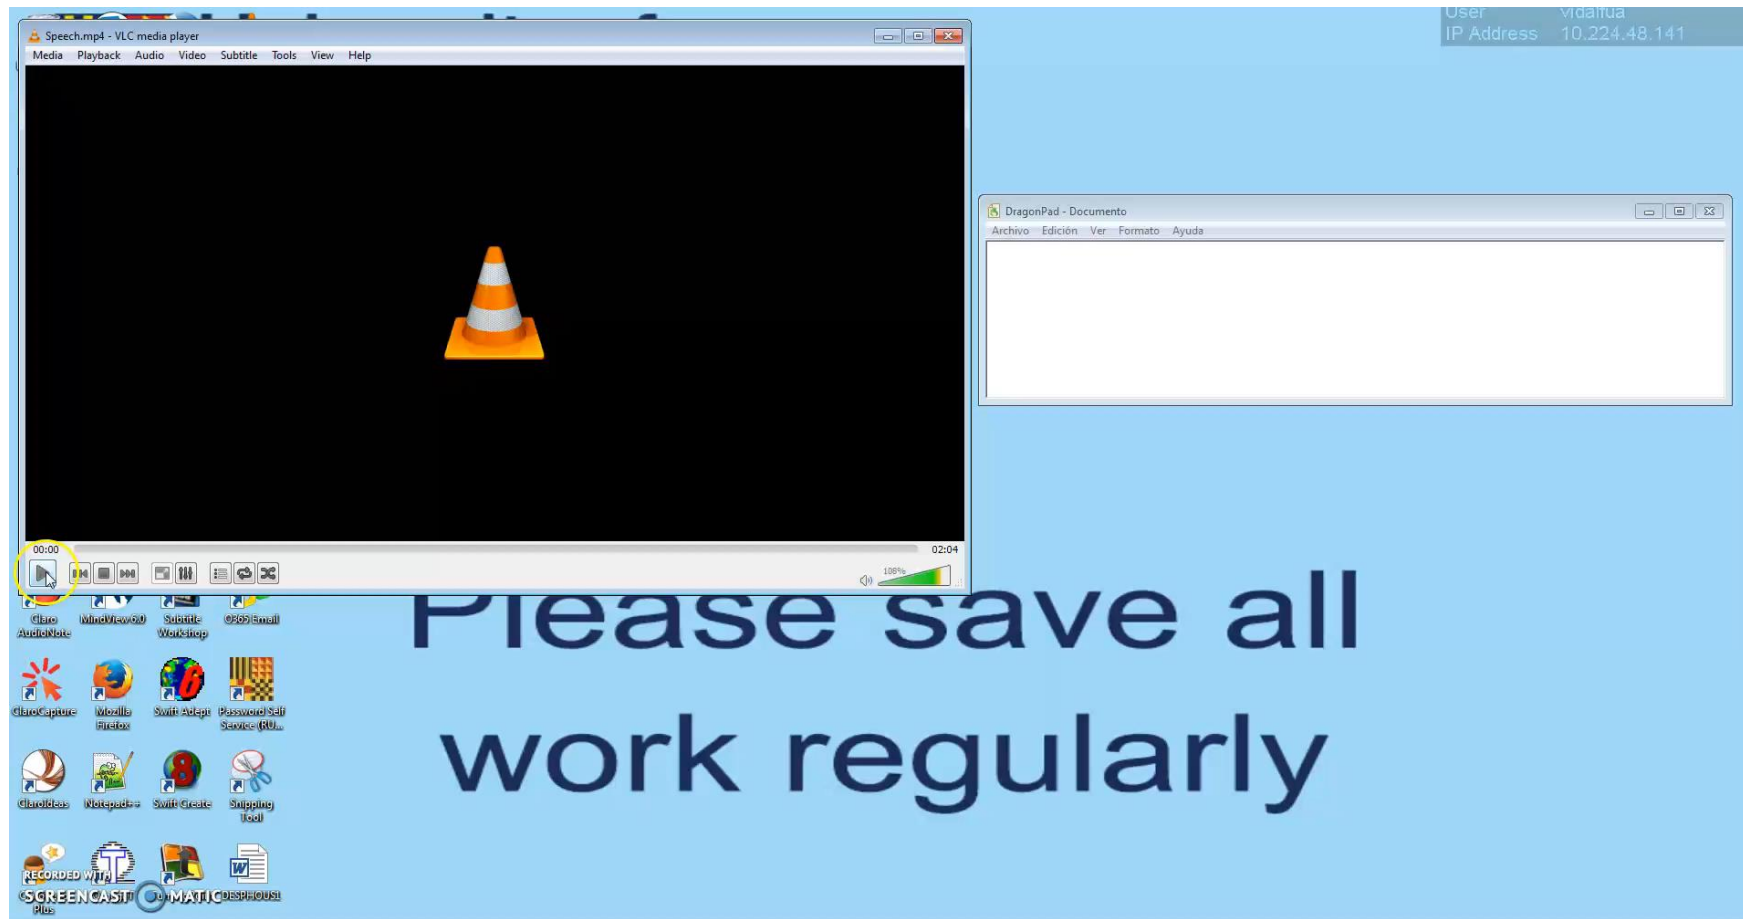 User vidalfua
IP Address 10.224.48.141
Speech.mp4 - VLC media player
Media Playback Audio Video Subtitle Tools View Help
DragonPad - Documento
Archivo Edición Ver Formato Ayuda
00:00
02:04
108%
Please save all
work regularly
Claro
AudioNote
MindView 6.0
Subtitle
Workshop
O365 Email
ClaroCapture
Mozilla
Firefox
Swift Adept
Password Self
Service (RU...
ClaroIdeas
Notepad++
Swift Create
Snipping
Tool
RECORDED WITH
SCREENCAST MATIC
Plus
DESPHOUS1